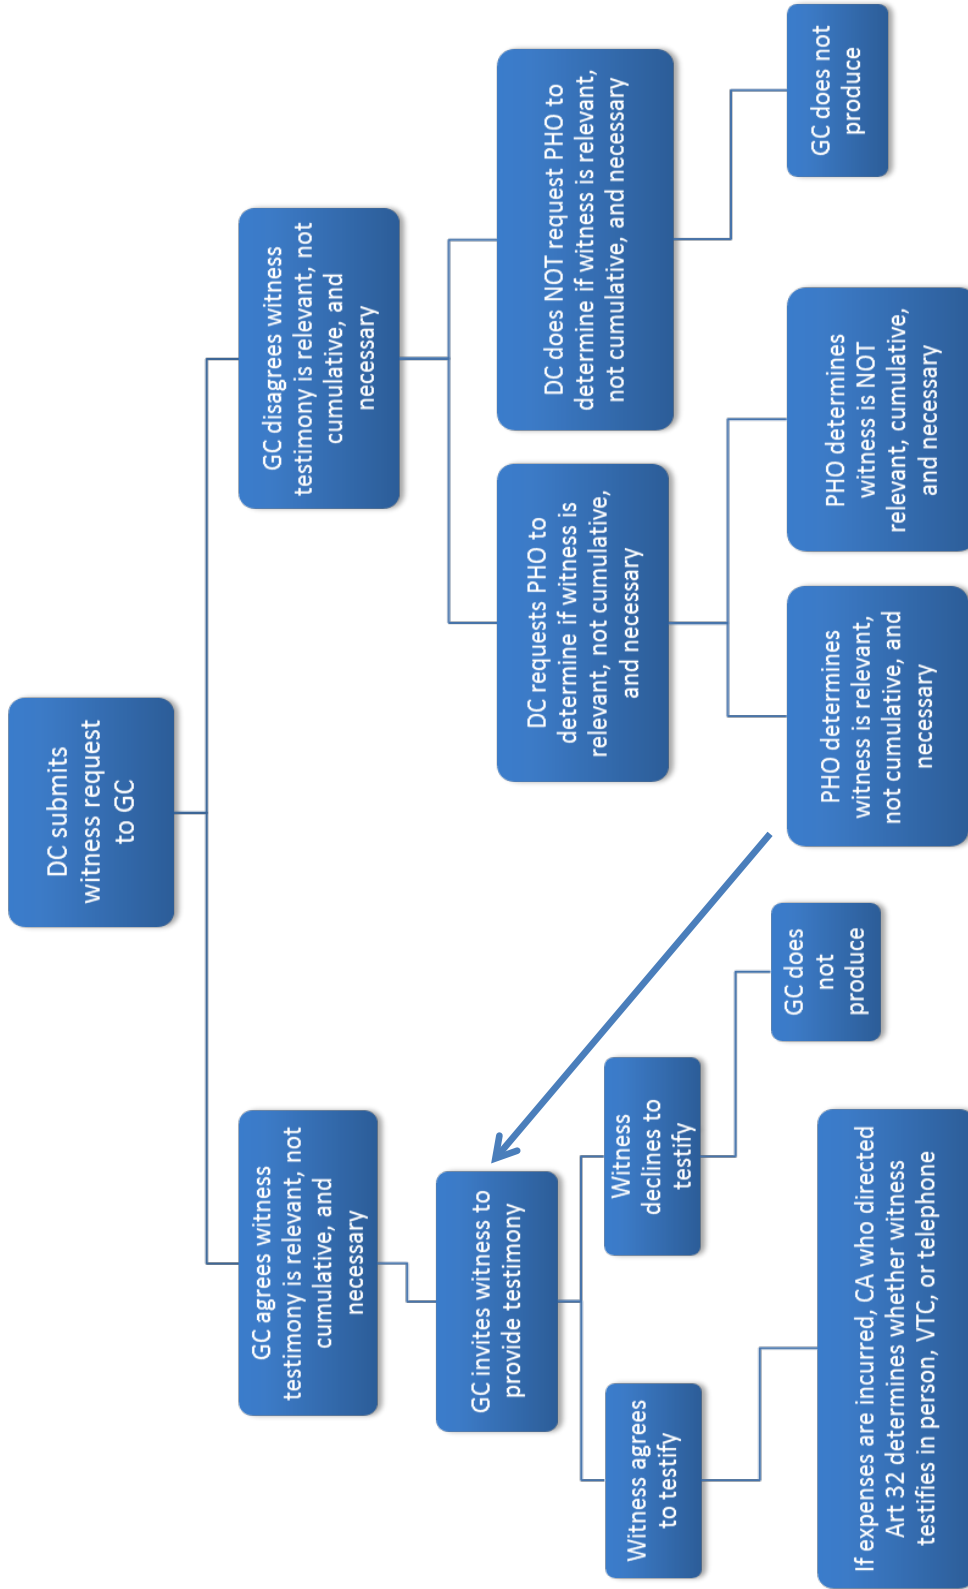 DC submits
witness request
to GC
GC agrees witness
testimony is relevant, not
cumulative, and
necessary
GC disagrees witness
testimony is relevant, not
cumulative, and
necessary
GC invites witness to
provide testimony
DC requests PHO to
determine if witness is
relevant, not cumulative,
and necessary
DC does NOT request PHO to
determine if witness is relevant,
not cumulative, and necessary
Witness agrees
to testify
Witness
declines to
testify
If expenses are incurred, CA who directed
Art 32 determines whether witness
testifies in person, VTC, or telephone
GC does
not
produce
PHO determines
witness is relevant,
not cumulative, and
necessary
PHO determines
witness is NOT
relevant, cumulative,
and necessary
GC does not
produce